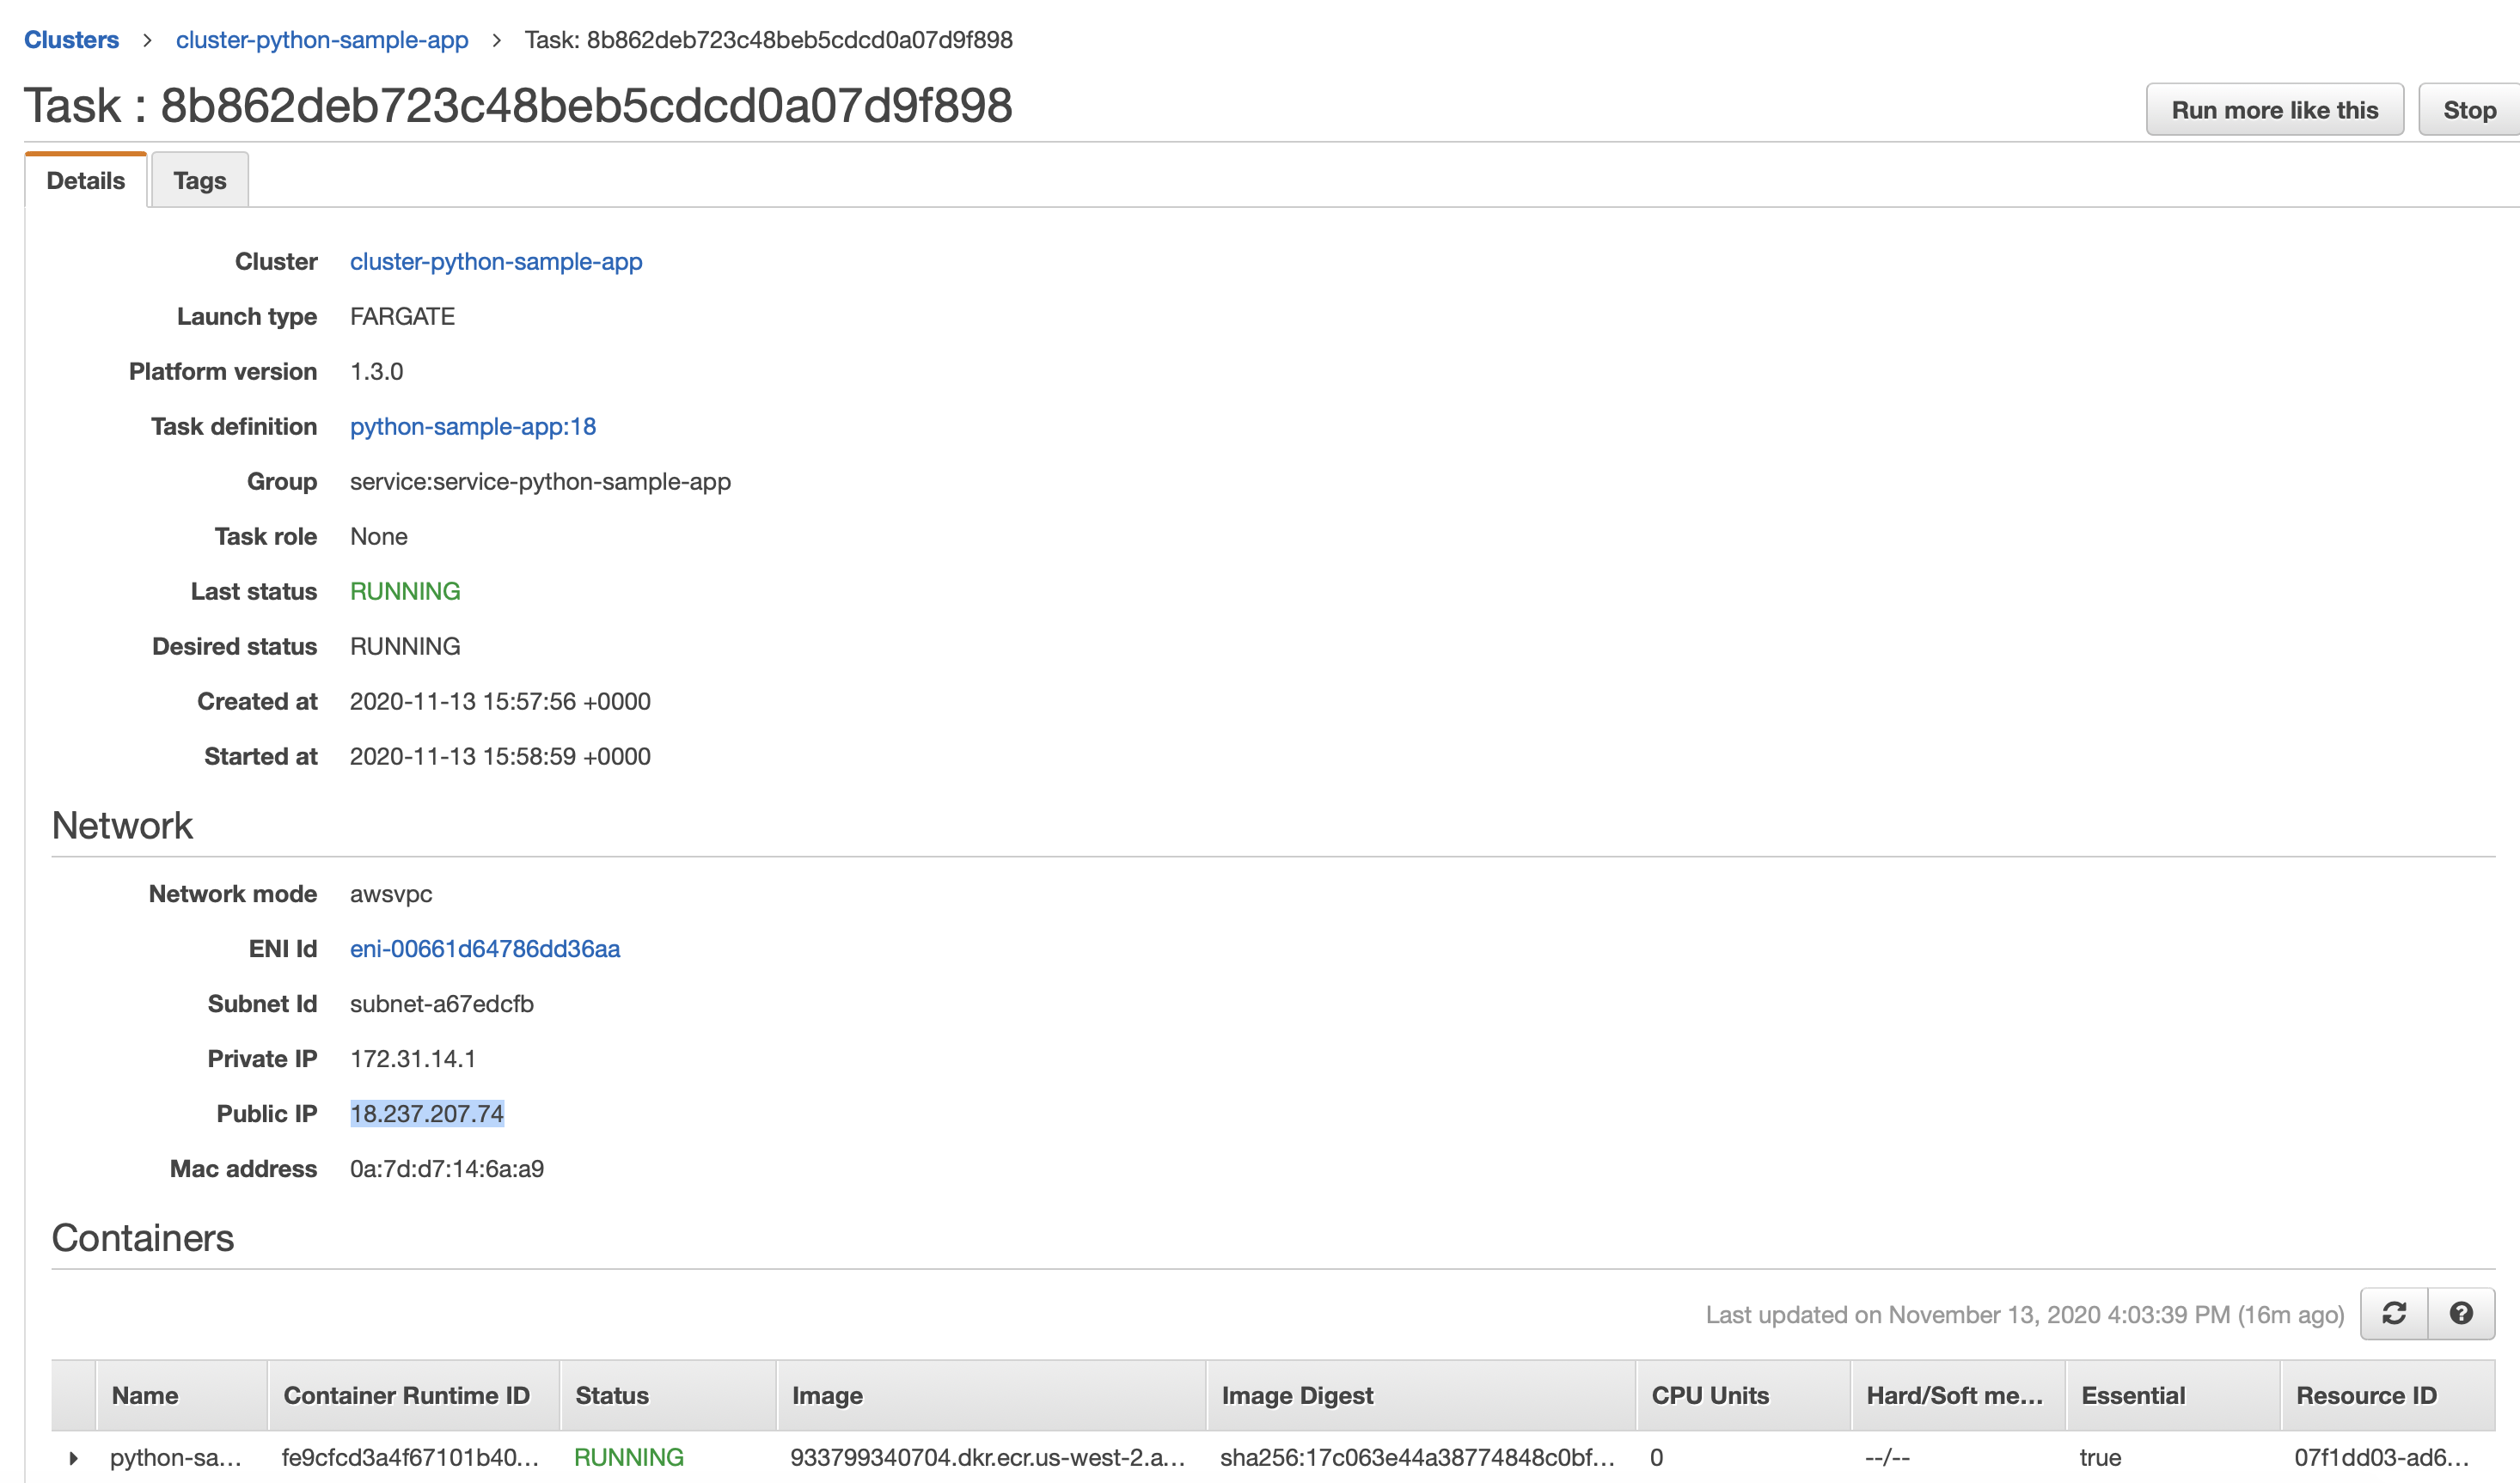 Clusters > cluster-python-sample-app > Task: 8b862deb723c48beb5cdcd0a07d9f898
Task : 8b862deb723c48beb5cdcd0a07d9f898
Run more like this Stop
Details Tags
Cluster cluster-python-sample-app
Launch type FARGATE
Platform version 1.3.0
Task definition python-sample-app:18
Group service:service-python-sample-app
Task role None
Last status RUNNING
Desired status RUNNING
Created at 2020-11-13 15:57:56 +0000
Started at 2020-11-13 15:58:59 +0000
Network
Network mode awsvpc
ENI Id eni-00661d64786dd36aa
Subnet Id subnet-a67edcfb
Private IP 172.31.14.1
Public IP 18.237.207.74
Mac address 0a:7d:d7:14:6a:a9
Containers
Last updated on November 13, 2020 4:03:39 PM (16m ago)
Name Container Runtime ID Status Image Image Digest CPU Units Hard/Soft me... Essential Resource ID
python-sa... fe9cfcd3a4f67101b40... RUNNING 933799340704.dkr.ecr.us-west-2.a... sha256:17c063e44a38774848c0bf... 0 --/-- true 07f1dd03-ad6...